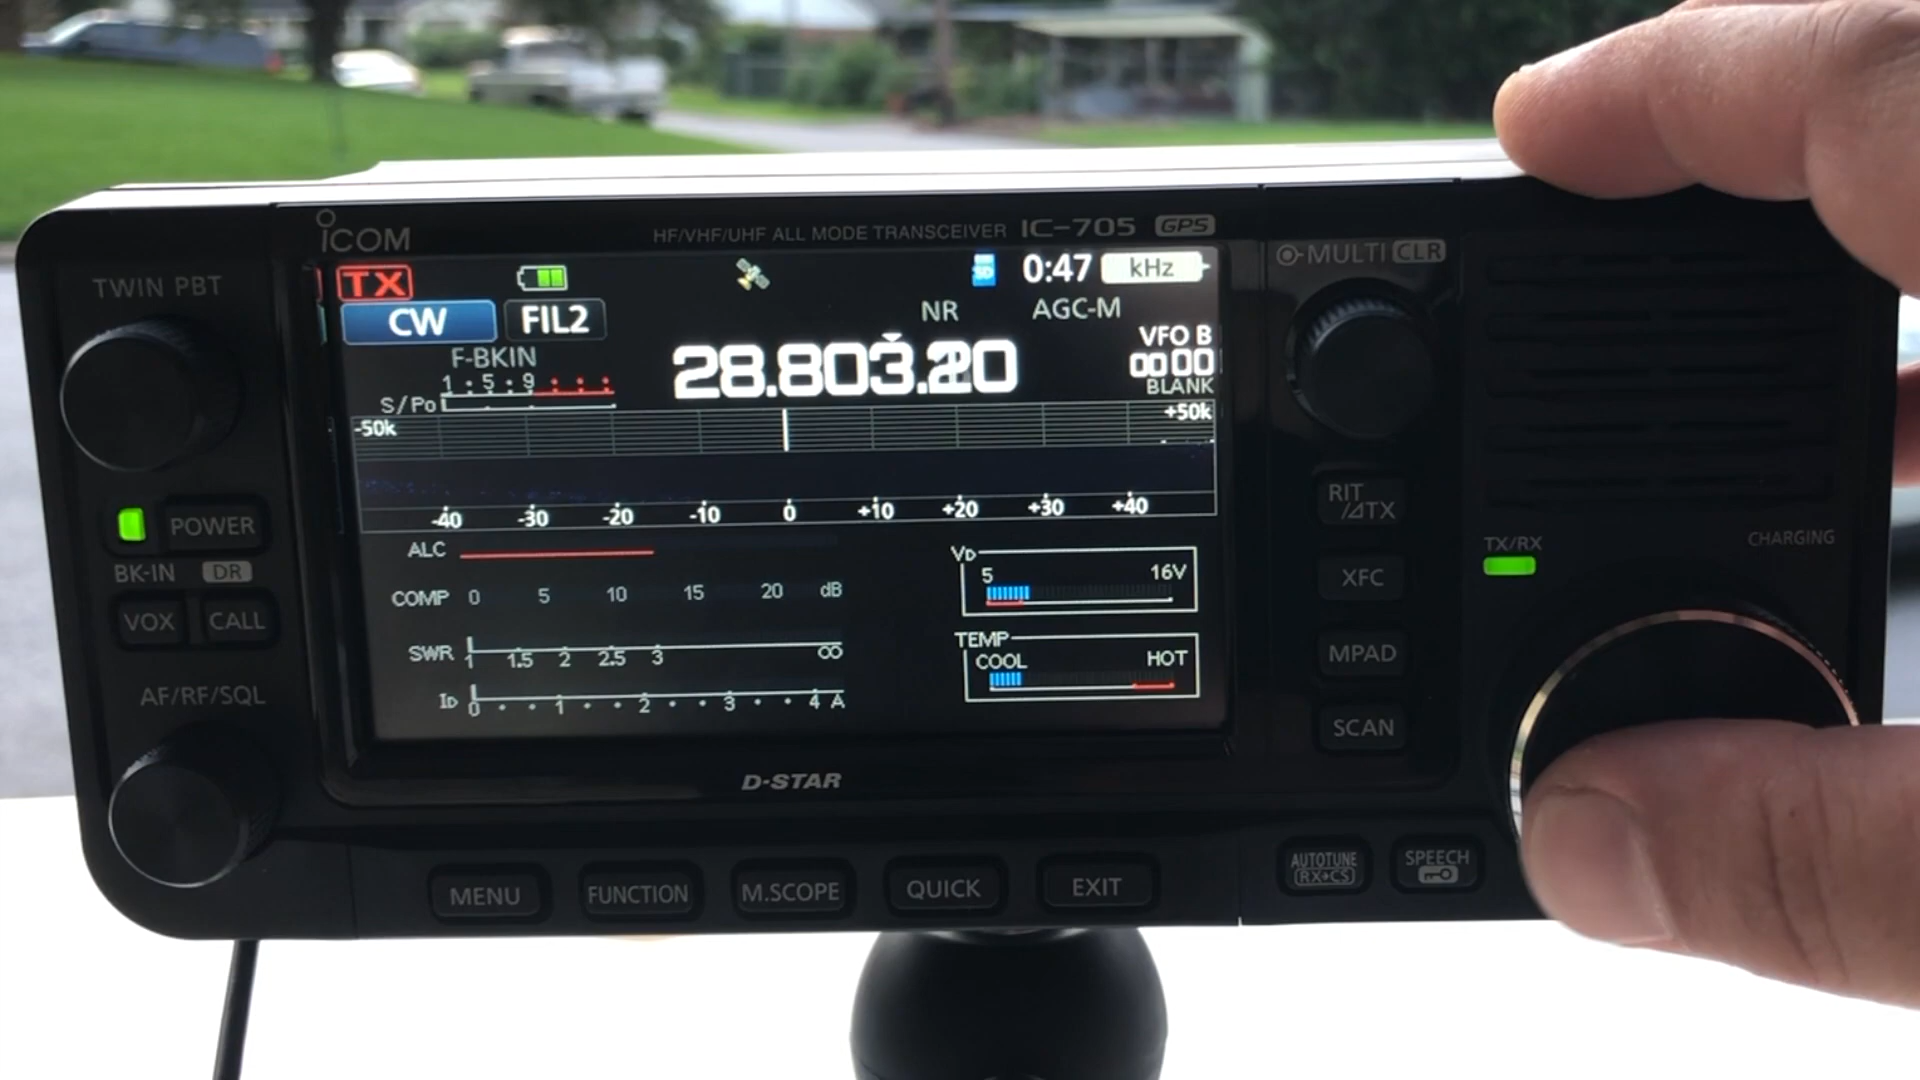 ICOM
HF/VHF/UHF ALL MODE TRANSCEIVER IC-705 GPS
MULTI CLR
TWIN PBT
TX
SD
0:47 kHz
CW FIL2 NR AGC-M
VFO B
F-BKIN
28.803.
0000
1 5 9
BLANK
S/Po
-50k +50k
-40 -30 -20 -10 0 +10 +20 +30 +40
RIT
/⊿TX
POWER
BK-IN DR
VOX CALL
ALC
VD
5 16V
COMP 0 5 10 15 20 dB
TX/RX
CHARGING
XFC
SWR 1 1.5 2 2.5 3 ∞
TEMP
COOL HOT
MPAD
AF/RF/SQL
ID 0 1 2 3 4 A
SCAN
D-STAR
MENU FUNCTION M.SCOPE QUICK EXIT
AUTOTUNE
RX→CS
SPEECH